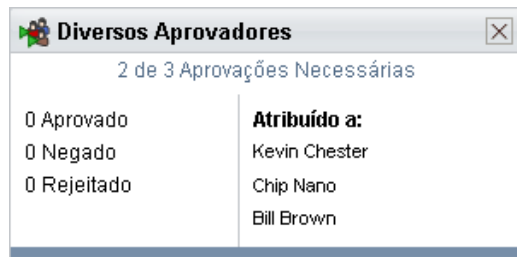 Diversos Aprovadores
2 de 3 Aprovações Necessárias
0 Aprovado
0 Negado
0 Rejeitado
Atribuído a:
Kevin Chester
Chip Nano
Bill Brown